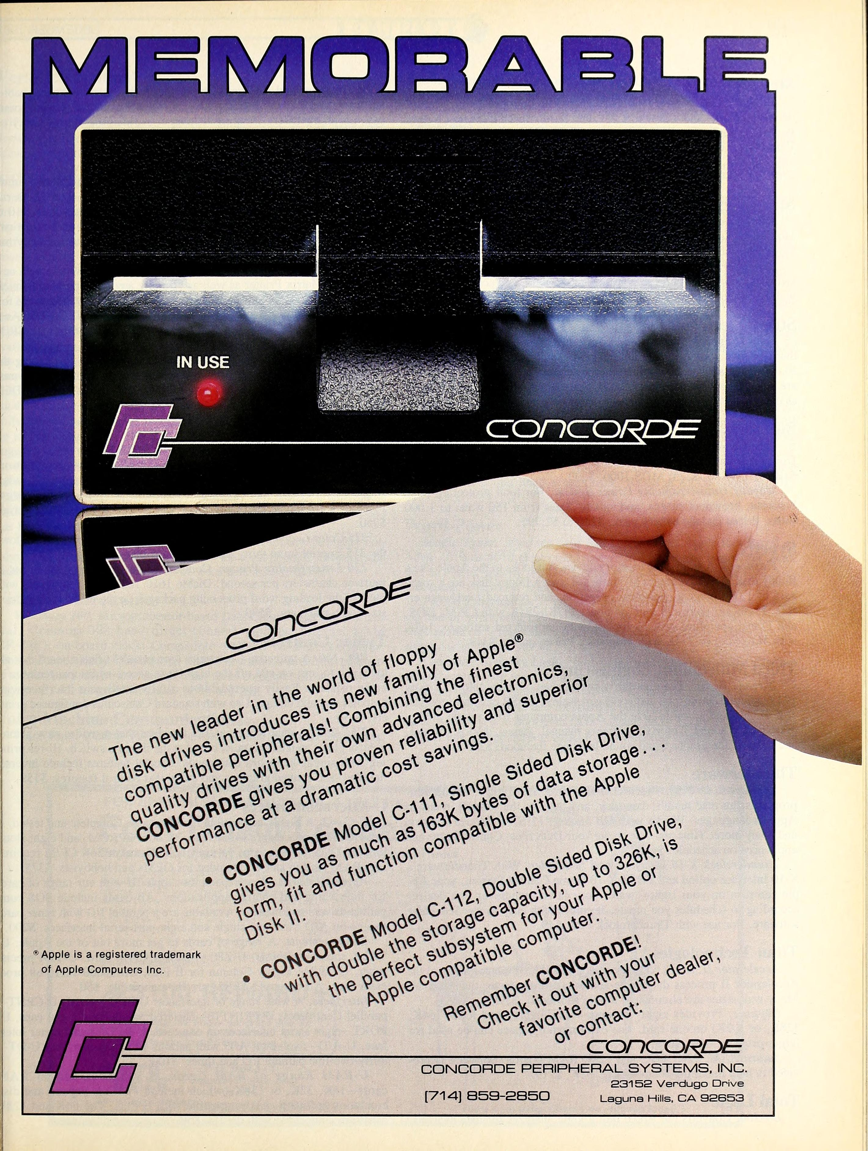 MEMORABLE
IN USE
CONCORDE
CONCORDE
The new leader in the world of floppy
disk drives introduces its new family of Apple®
compatible peripherals! Combining the finest
quality drives with their own advanced electronics,
CONCORDE gives you proven reliability and superior
performance at a dramatic cost savings.
• CONCORDE Model C-111, Single Sided Disk Drive,
gives you as much as 163K bytes of data storage...
form, fit and function compatible with the Apple
Disk II.
• CONCORDE Model C-112, Double Sided Disk Drive,
with double the storage capacity, up to 326K, is
the perfect subsystem for your Apple or
Apple compatible computer.
Remember CONCORDE!
Check it out with your
favorite computer dealer,
or contact:
® Apple is a registered trademark
of Apple Computers Inc.
CONCORDE
CONCORDE PERIPHERAL SYSTEMS, INC.
23152 Verdugo Drive
(714) 859-2850
Laguna Hills, CA 92653